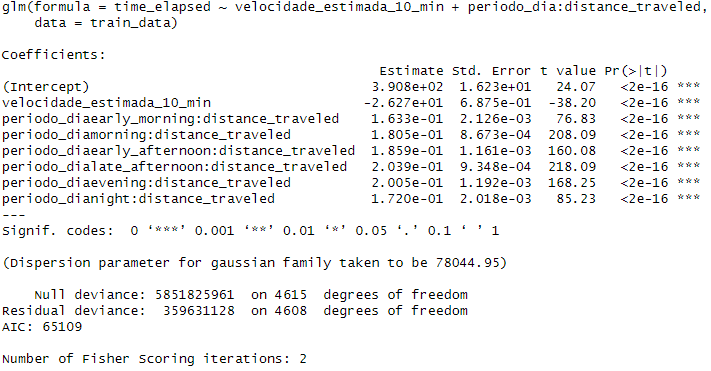 glm(formula = time_elapsed ~ velocidade_estimada_10_min + periodo_dia:distance_traveled,
    data = train_data)

Coefficients:
                                               Estimate Std. Error t value Pr(>|t|)
(Intercept)                                   3.908e+02  1.623e+01   24.07   <2e-16 ***
velocidade_estimada_10_min                   -2.627e+01  6.875e-01  -38.20   <2e-16 ***
periodo_diaearly_morning:distance_traveled    1.633e-01  2.126e-03   76.83   <2e-16 ***
periodo_diamorning:distance_traveled          1.805e-01  8.673e-04  208.09   <2e-16 ***
periodo_diaearly_afternoon:distance_traveled  1.859e-01  1.161e-03  160.08   <2e-16 ***
periodo_dialate_afternoon:distance_traveled   2.039e-01  9.348e-04  218.09   <2e-16 ***
periodo_diaevening:distance_traveled          2.005e-01  1.192e-03  168.25   <2e-16 ***
periodo_dianight:distance_traveled            1.720e-01  2.018e-03   85.23   <2e-16 ***
---
Signif. codes:  0 ‘***’ 0.001 ‘**’ 0.01 ‘*’ 0.05 ‘.’ 0.1 ‘ ’ 1

(Dispersion parameter for gaussian family taken to be 78044.95)

    Null deviance: 5851825961  on 4615  degrees of freedom
Residual deviance:  359631128  on 4608  degrees of freedom
AIC: 65109

Number of Fisher Scoring iterations: 2